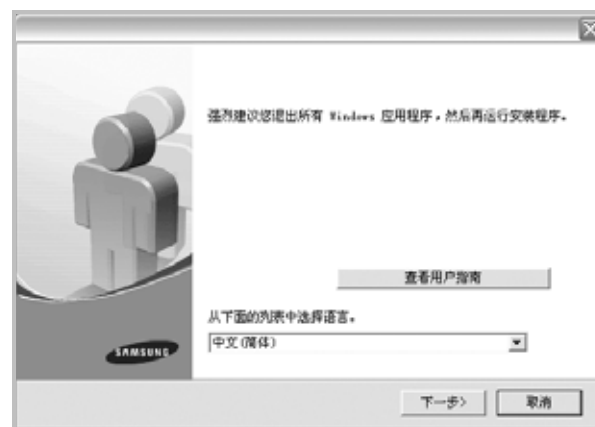 强烈建议您退出所有 Windows 应用程序，然后再运行安装程序。
查看用户指南
从下面的列表中选择语言。
中文(简体)
SAMSUNG
下一步>
取消